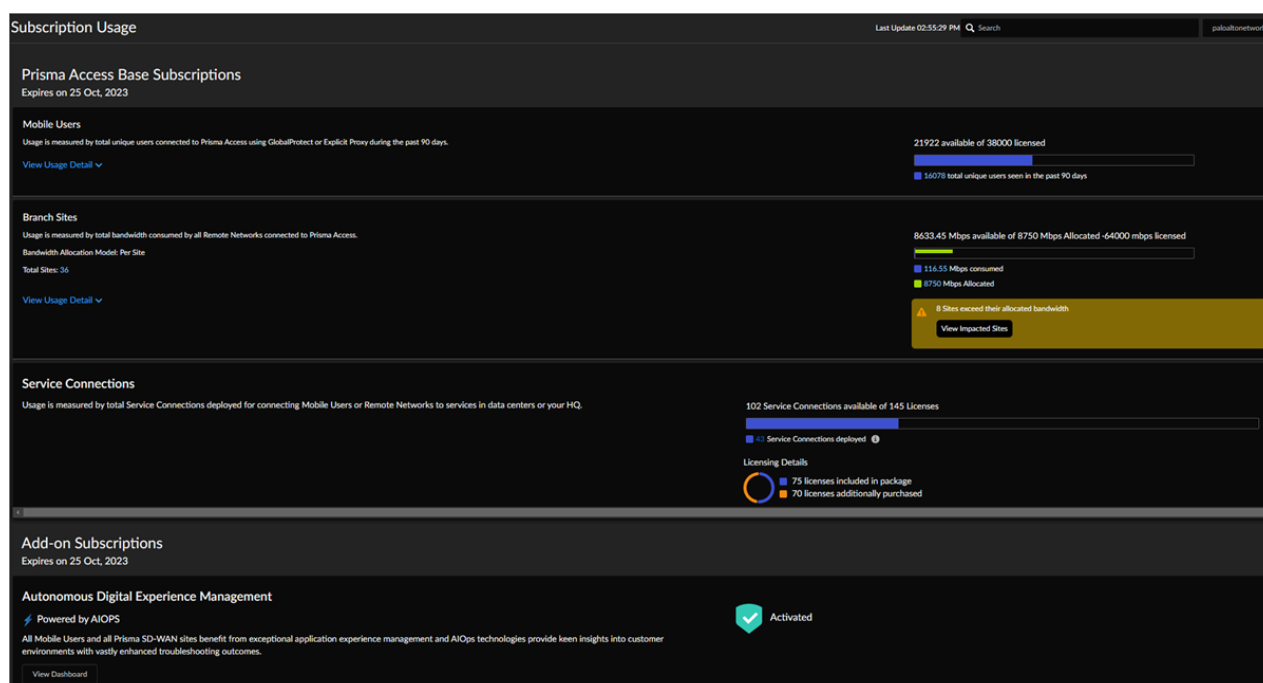 Subscription Usage
Last Update 02:55:29 PM
Search
paloaltonetwor
Prisma Access Base Subscriptions
Expires on 25 Oct, 2023
Mobile Users
Usage is measured by total unique users connected to Prisma Access using GlobalProtect or Explicit Proxy during the past 90 days.
View Usage Detail
21922 available of 38000 licensed
16078 total unique users seen in the past 90 days
Branch Sites
Usage is measured by total bandwidth consumed by all Remote Networks connected to Prisma Access.
Bandwidth Allocation Model: Per Site
Total Sites: 36
View Usage Detail
8633.45 Mbps available of 8750 Mbps Allocated -64000 mbps licensed
116.55 Mbps consumed
8750 Mbps Allocated
8 Sites exceed their allocated bandwidth
View Impacted Sites
Service Connections
Usage is measured by total Service Connections deployed for connecting Mobile Users or Remote Networks to services in data centers or your HQ.
102 Service Connections available of 145 Licenses
43 Service Connections deployed
Licensing Details
75 licenses included in package
70 licenses additionally purchased
Add-on Subscriptions
Expires on 25 Oct, 2023
Autonomous Digital Experience Management
Powered by AIOPS
All Mobile Users and all Prisma SD-WAN sites benefit from exceptional application experience management and AIOps technologies provide keen insights into customer
environments with vastly enhanced troubleshooting outcomes.
View Dashboard
Activated